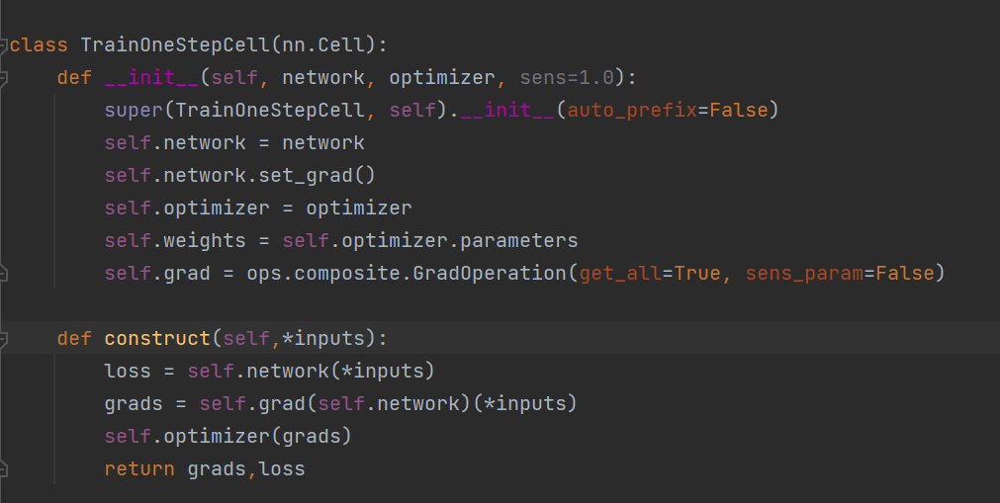 class TrainOneStepCell(nn.Cell):
    def __init__(self, network, optimizer, sens=1.0):
        super(TrainOneStepCell, self).__init__(auto_prefix=False)
        self.network = network
        self.network.set_grad()
        self.optimizer = optimizer
        self.weights = self.optimizer.parameters
        self.grad = ops.composite.GradOperation(get_all=True, sens_param=False)
    def construct(self,*inputs):
        loss = self.network(*inputs)
        grads = self.grad(self.network)(*inputs)
        self.optimizer(grads)
        return grads,loss